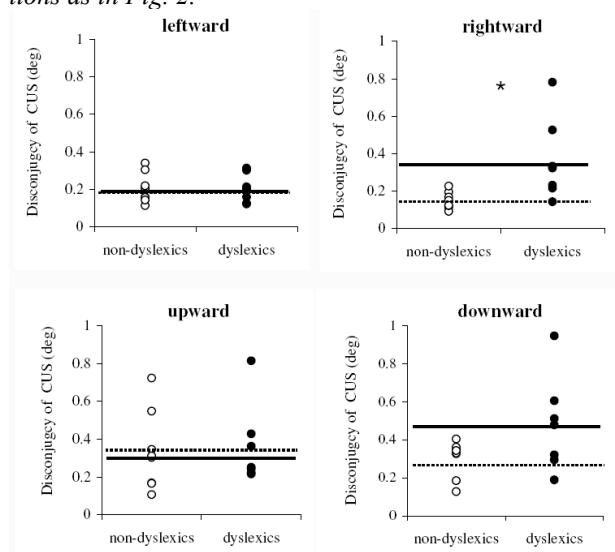 tions as in Fig. 2.
leftward
Disconjugcy of CUS (deg)
1
0.8
0.6
0.4
0.2
0
non-dyslexics dyslexics
rightward
Disconjugcy of CUS (deg)
1
0.8
0.6
0.4
0.2
0
*
non-dyslexics dyslexics
upward
Disconjugcy of CUS (deg)
1
0.8
0.6
0.4
0.2
0
non-dyslexics dyslexics
downward
Disconjugcy of CUS (deg)
1
0.8
0.6
0.4
0.2
0
non-dyslexics dyslexics